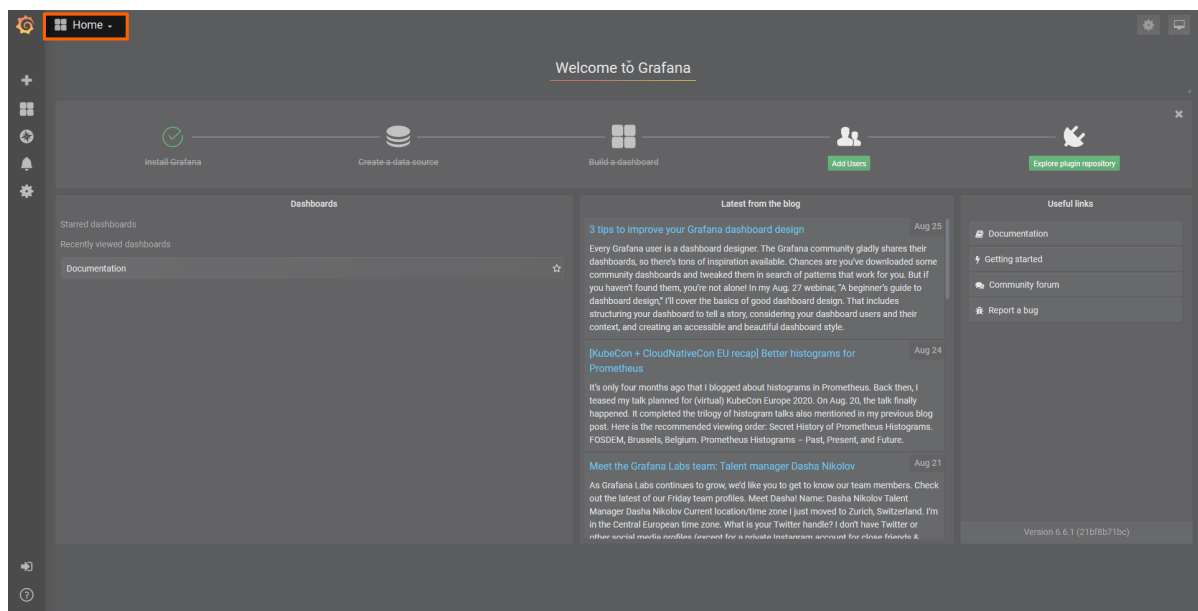 Home
Welcome to Grafana
Install Grafana
Create a data source
Build a dashboard
Add Users
Explore plugin repository
Dashboards
Starred dashboards
Recently viewed dashboards
Documentation
Latest from the blog
3 tips to improve your Grafana dashboard design
Aug 25
Every Grafana user is a dashboard designer. The Grafana community gladly shares their
dashboards, so there's tons of inspiration available. Chances are you've downloaded some
community dashboards and tweaked them in search of patterns that work for you. But if
you haven't found them, you're not alone! In my Aug. 27 webinar, "A beginner's guide to
dashboard design," I'll cover the basics of good dashboard design. That includes
structuring your dashboard to tell a story, considering your dashboard users and their
context, and creating an accessible and beautiful dashboard style.
[KubeCon + CloudNativeCon EU recap] Better histograms for
Prometheus
Aug 24
It's only four months ago that I blogged about histograms in Prometheus. Back then, I
teased my talk planned for (virtual) KubeCon Europe 2020. On Aug. 20, the talk finally
happened. It completed the trilogy of histogram talks also mentioned in my previous blog
post. Here is the recommended viewing order: Secret History of Prometheus Histograms.
FOSDEM, Brussels, Belgium. Prometheus Histograms – Past, Present, and Future.
Meet the Grafana Labs team: Talent manager Dasha Nikolov
Aug 21
As Grafana Labs continues to grow, we'd like you to get to know our team members. Check
out the latest of our Friday team profiles. Meet Dasha! Name: Dasha Nikolov Talent
Manager Dasha Nikolov Current location/time zone I just moved to Zurich, Switzerland. I'm
in the Central European time zone. What is your Twitter handle? I don't have Twitter or
other social media profiles (except for a private Instagram account for close friends &
Useful links
Documentation
Getting started
Community forum
Report a bug
Version 6.6.1 (21bf8b71bc)